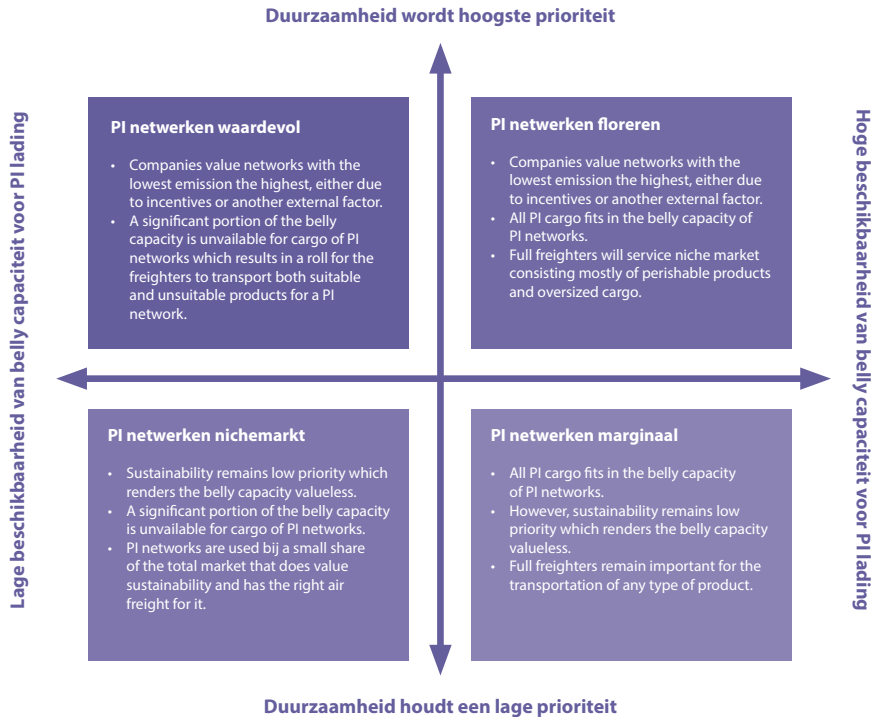 Duurzaamheid wordt hoogste prioriteit
Lage beschikbaarheid van belly capaciteit voor PI lading
PI netwerken waardevol
• Companies value networks with the
lowest emission the highest, either due
to incentives or another external factor.
• A significant portion of the belly
capacity is unavailable for cargo of PI
networks which results in a roll for the
freighters to transport both suitable
and unsuitable products for a PI
network.
PI netwerken floreren
• Companies value networks with the
lowest emission the highest, either due
to incentives or another external factor.
• All PI cargo fits in the belly capacity of
PI networks.
• Full freighters will service niche market
consisting mostly of perishable products
and oversized cargo.
Hoge beschikbaarheid van belly capaciteit voor PI lading
PI netwerken nichemarkt
• Sustainability remains low priority which
renders the belly capacity valueless.
• A significant portion of the belly capacity
is unavailable for cargo of PI networks.
• PI networks are used bij a small share
of the total market that does value
sustainability and has the right air
freight for it.
PI netwerken marginaal
• All PI cargo fits in the belly capacity
of PI networks.
• However, sustainability remains low
priority which renders the belly capacity
valueless.
• Full freighters remain important for the
transportation of any type of product.
Duurzaamheid houdt een lage prioriteit